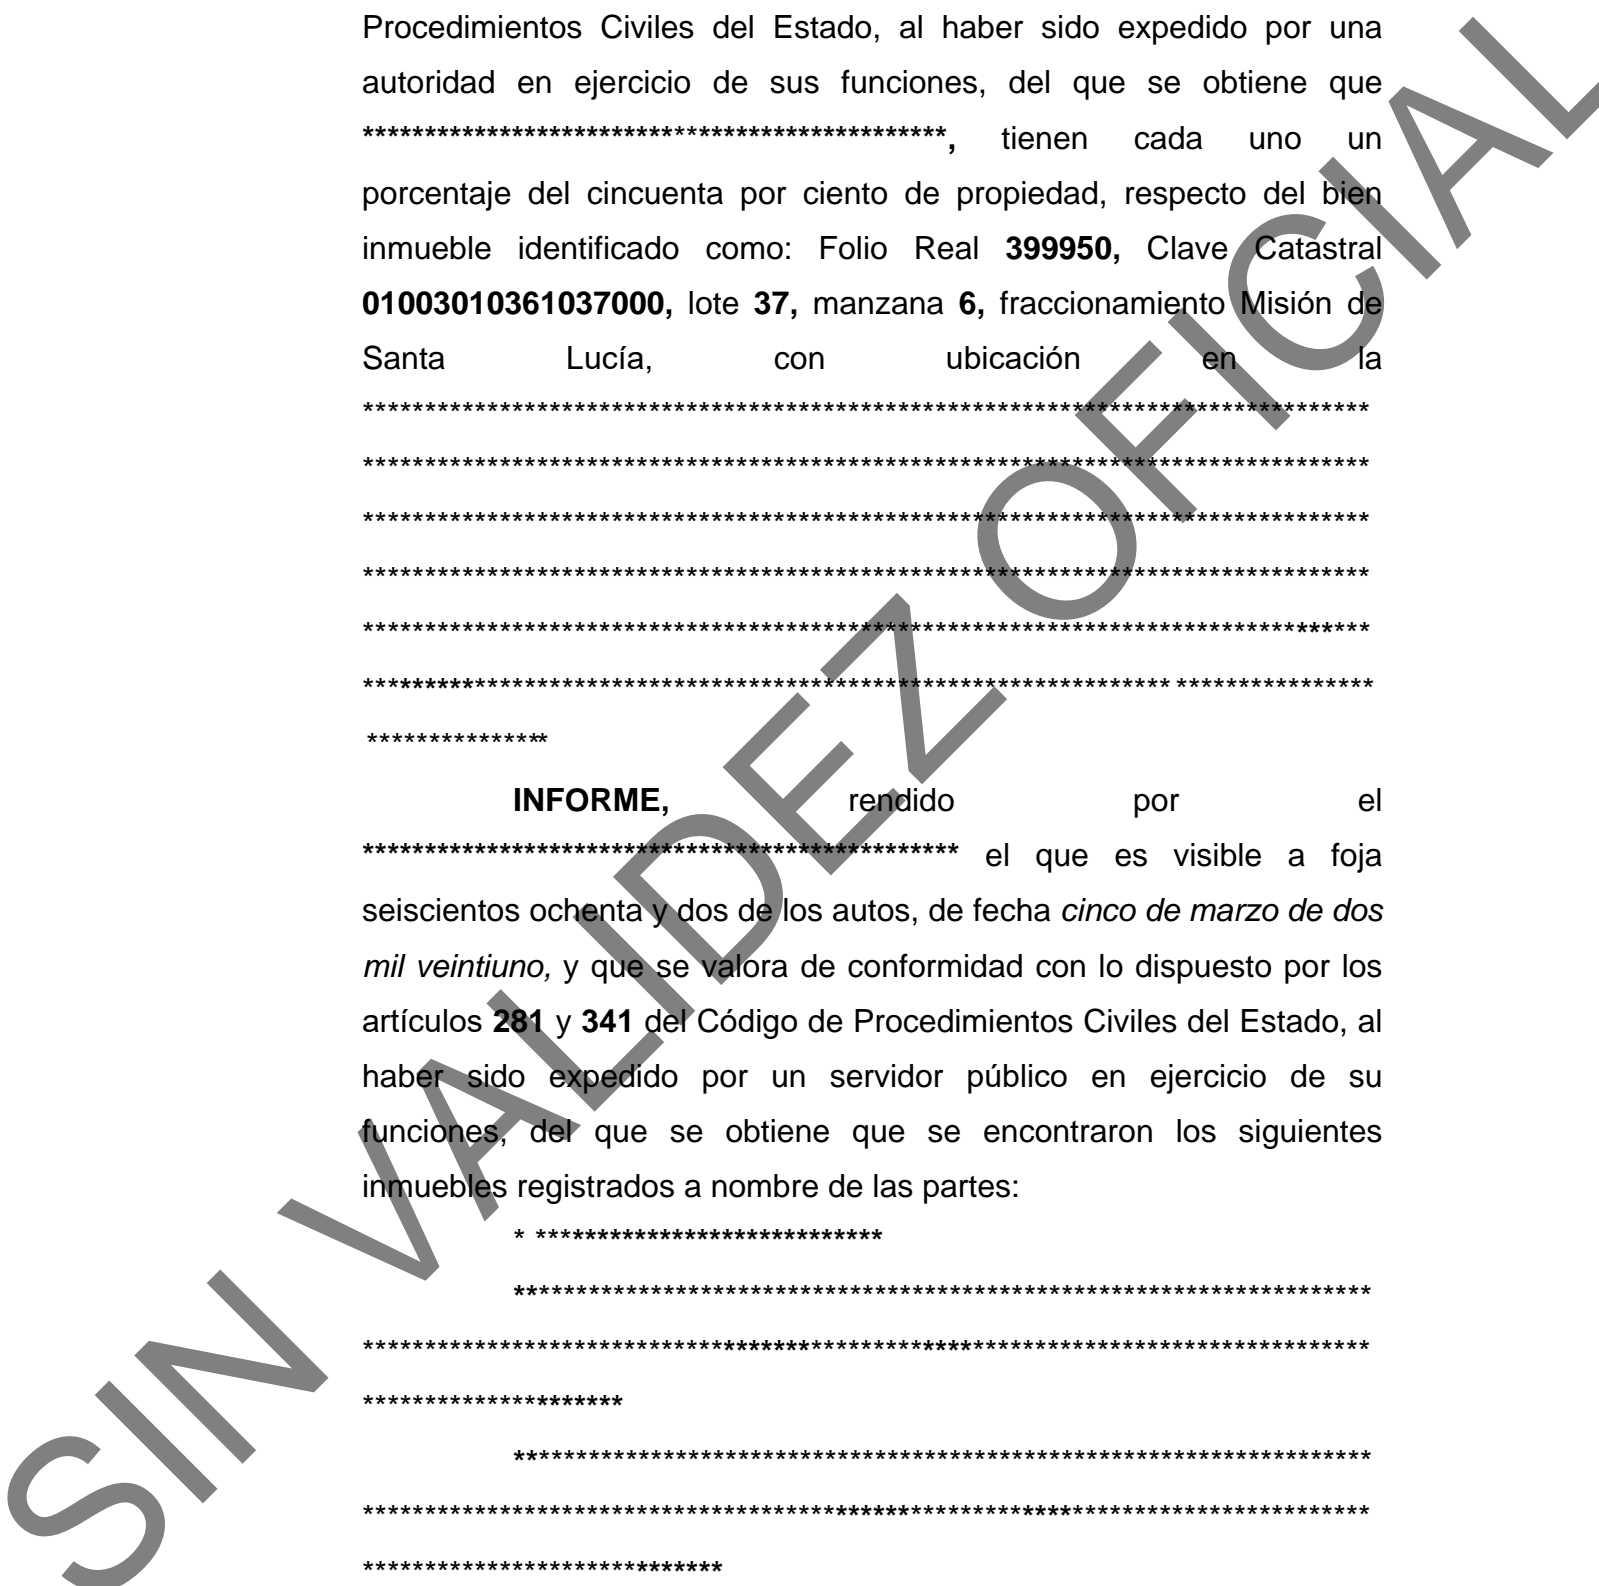 Procedimientos Civiles del Estado, al haber sido expedido por una
autoridad en ejercicio de sus funciones, del que se obtiene que
***********************************************, tienen cada uno un
porcentaje del cincuenta por ciento de propiedad, respecto del bien
inmueble identificado como: Folio Real 399950, Clave Catastral
01003010361037000, lote 37, manzana 6, fraccionamiento Misión de
Santa Lucía, con ubicación en la
*********************************************************************************
*********************************************************************************
*********************************************************************************
*********************************************************************************
*********************************************************************************
***************************************************************** ****************
***************
INFORME, rendido por el
************************************************ el que es visible a foja
seiscientos ochenta y dos de los autos, de fecha cinco de marzo de dos
mil veintiuno, y que se valora de conformidad con lo dispuesto por los
artículos 281 y 341 del Código de Procedimientos Civiles del Estado, al
haber sido expedido por un servidor público en ejercicio de su
funciones, del que se obtiene que se encontraron los siguientes
inmuebles registrados a nombre de las partes:
* ****************************
*********************************************************************
*********************************************************************************
*********************
*********************************************************************
*********************************************************************************
*****************************
SIN VALIDEZ OFICIAL